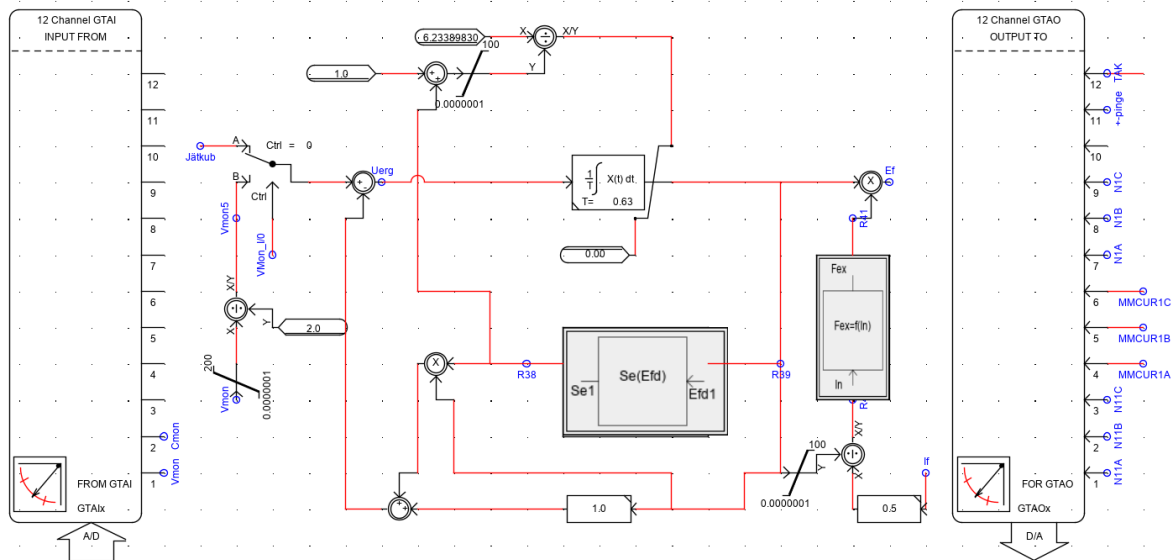 12 Channel GTAI
INPUT FROM
12
11
10
9
8
7
6
5
4
3
2
1
Cmon
Vmon
FROM GTAI
GTAIx
A/D
Jätkub
A
B
Ctrl = 0
Ctrl
Vmon5
VMon_I/0
X/Y
Y
X
2.0
200
0.0000001
Vmon
1.0
6.23389830
X
X/Y
Y
100
0.0000001
+
+
+
-
Uerg
1
T
X(t) dt
T= 0.63
0.00
X
Ef
R41
Fex
Fex=f(In)
In
X
R38
Se1
Se(Efd)
Efd1
R39
100
0.0000001
Y
X/Y
X
If
1.0
0.5
12 Channel GTAO
OUTPUT TO
12
TAK
11
+-pinge
10
9
N1C
8
N1B
7
N1A
6
MMCUR1C
5
MMCUR1B
4
MMCUR1A
3
N11C
2
N11B
1
N11A
FOR GTAO
GTAOx
D/A